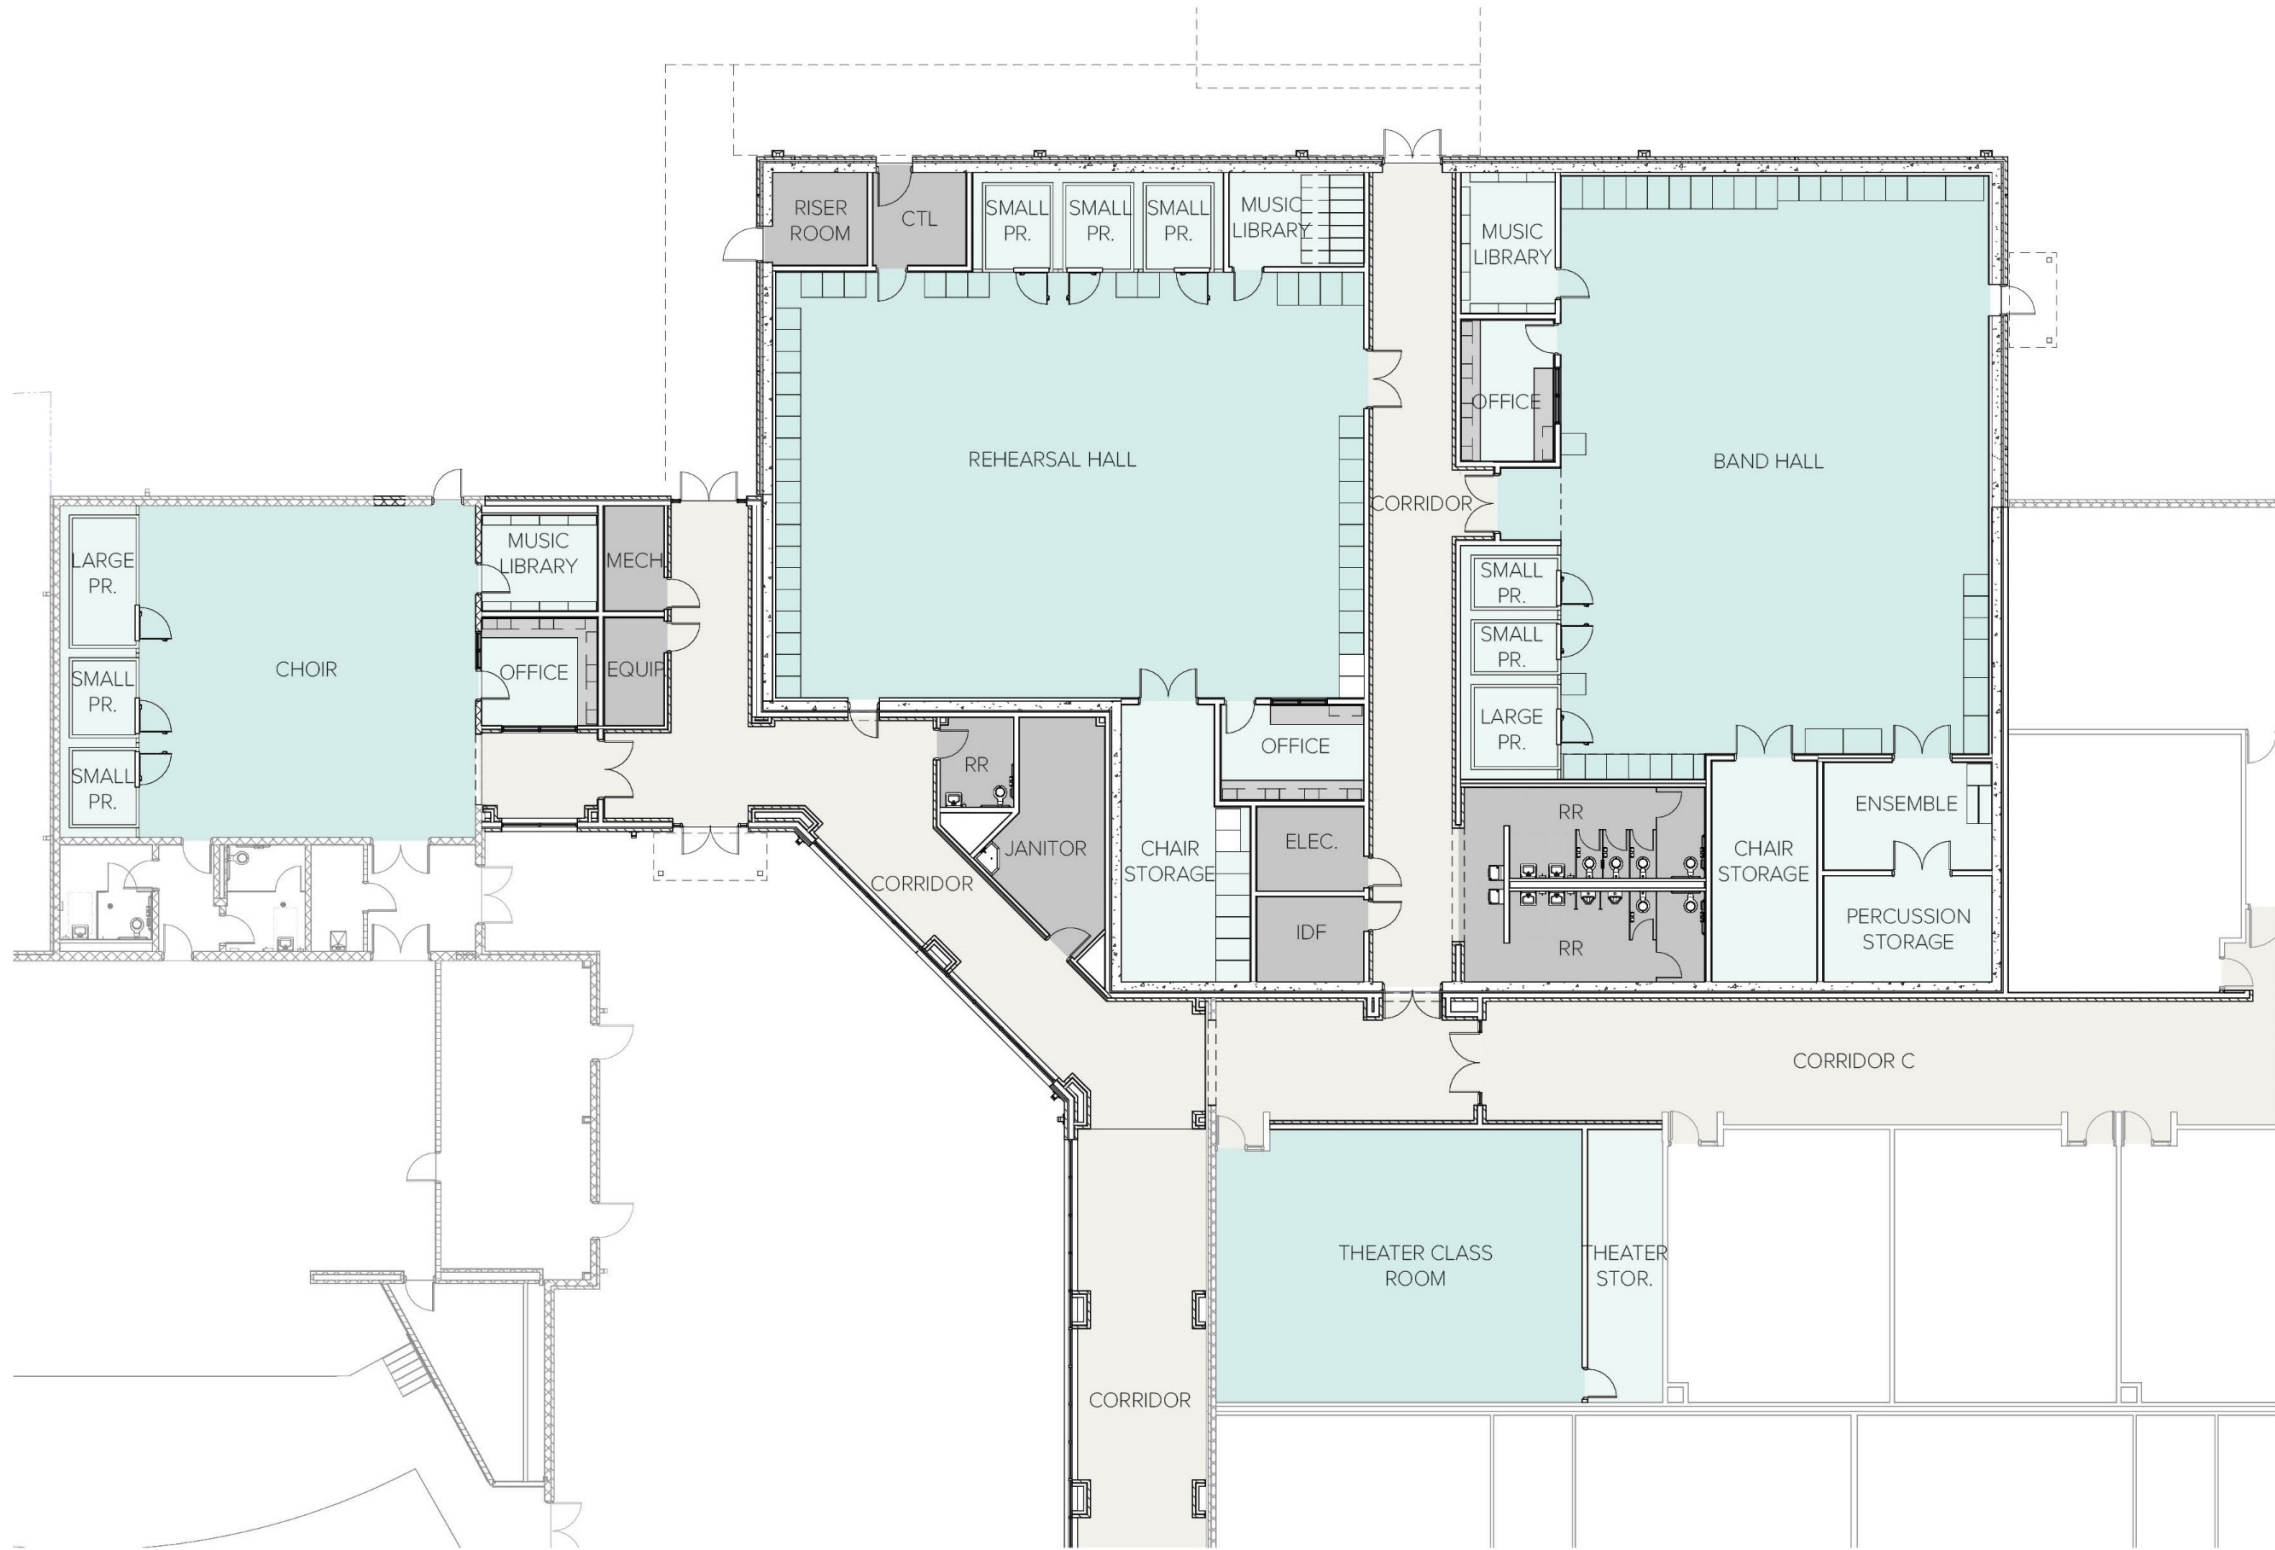 RISER
ROOM
CTL
SMALL
PR.
SMALL
PR.
SMALL
PR.
MUSIC
LIBRARY
MUSIC
LIBRARY
OFFICE
REHEARSAL HALL
BAND HALL
CORRIDOR
LARGE
PR.
MUSIC
LIBRARY
MECH
SMALL
PR.
SMALL
PR.
SMALL
PR.
CHOIR
OFFICE
EQUIP
LARGE
PR.
SMALL
PR.
OFFICE
RR
RR
ENSEMBLE
JANITOR
ELEC.
CHAIR
STORAGE
CHAIR
STORAGE
CORRIDOR
IDF
RR
PERCUSSION
STORAGE
CORRIDOR C
THEATER CLASS
ROOM
THEATER
STOR.
CORRIDOR